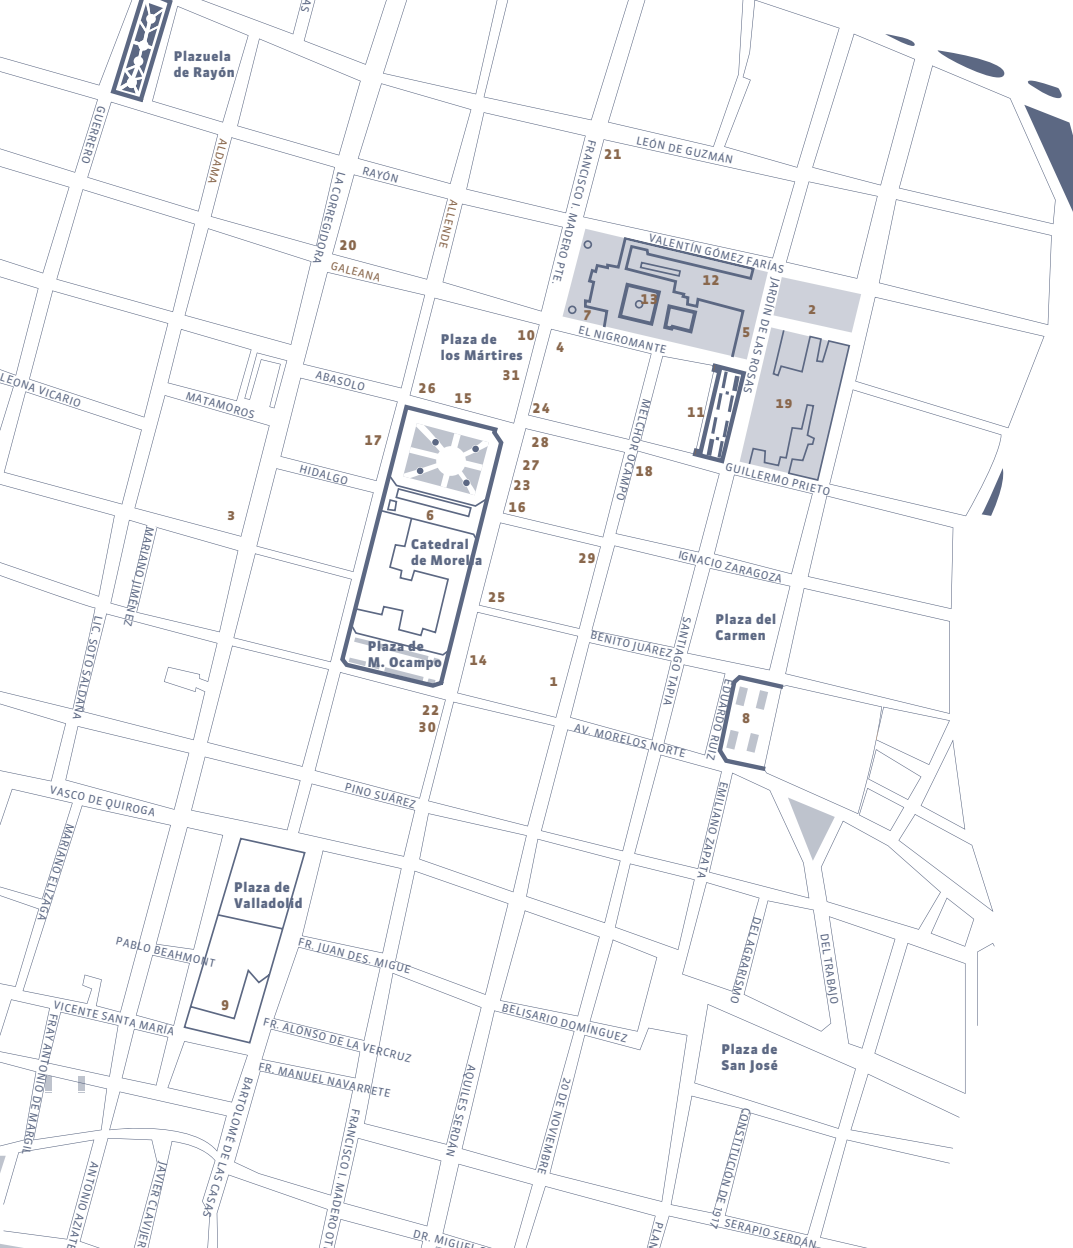 Plazuela
de Rayón
GUERRERO
ALDAMA
LA CORREGIDORA
RAYÓN
ALLENDE
20
GALEANA
FRANCISCO I. MADERO PTE.
21
LEÓN DE GUZMÁN
VALENTÍN GÓMEZ FARÍAS
12
13
7
5
2
JARDÍN DE LAS ROSAS
EL NIGROMANTE
10
4
Plaza de
los Mártires
31
26
15
24
ABASOLO
LEONA VICARIO
MATAMOROS
17
HIDALGO
3
28
27
23
16
MELCHOR OCAMPO
11
19
18
GUILLERMO PRIETO
6
Catedral
de Morelia
29
25
IGNACIO ZARAGOZA
Plaza del
Carmen
MARIANO JIMÉNEZ
LIC. SOTO SALDAÑA
Plaza de
M. Ocampo
14
1
BENITO JUÁREZ
SANTIAGO TAPIA
EDUARDO RUIZ
8
22
30
AV. MORELOS NORTE
PINO SUÁREZ
VASCO DE QUIROGA
EMILIANO ZAPATA
MARIANO ELIZAGA
Plaza de
Valladolid
PABLO BEAHMONT
FR. JUAN DES. MIGUE
DEL AGRARISMO
DEL TRABAJO
9
VICENTE SANTA MARÍA
FR. ALONSO DE LA VERCRUZ
BELISARIO DOMÍNGUEZ
Plaza de
San José
FRAY ANTONIO DE MARGIL
FR. MANUEL NAVARRETE
BARTOLOMÉ DE LAS CASAS
AQUILES SERDÁN
20 DE NOVIEMBRE
FRANCISCO I. MADERO OT
CONSTITUCIÓN DE 1917
ANTONIO
JAVIER CLAVIJER
DR. MIGUEL
PLAN
SERAPIO SERDÁN